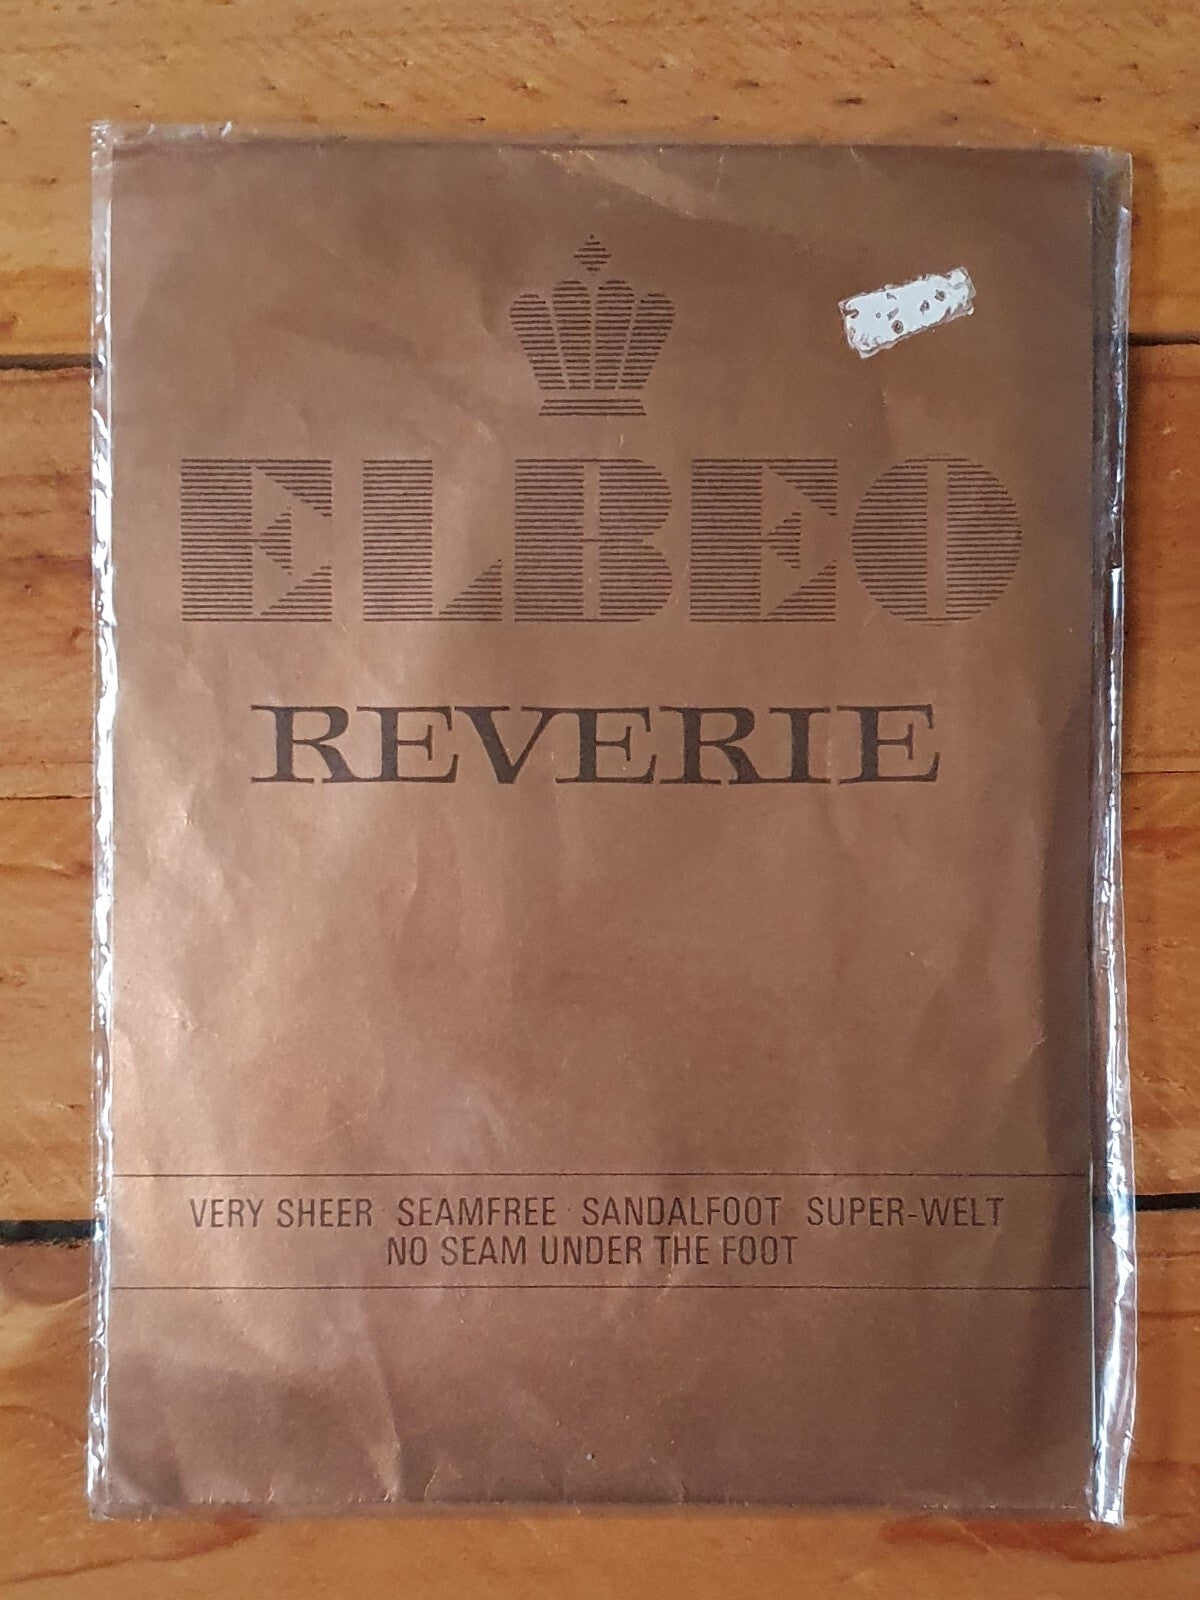 ELBEO
REVERIE
VERY SHEER · SEAMFREE · SANDALFOOT · SUPER-WELT
NO SEAM UNDER THE FOOT